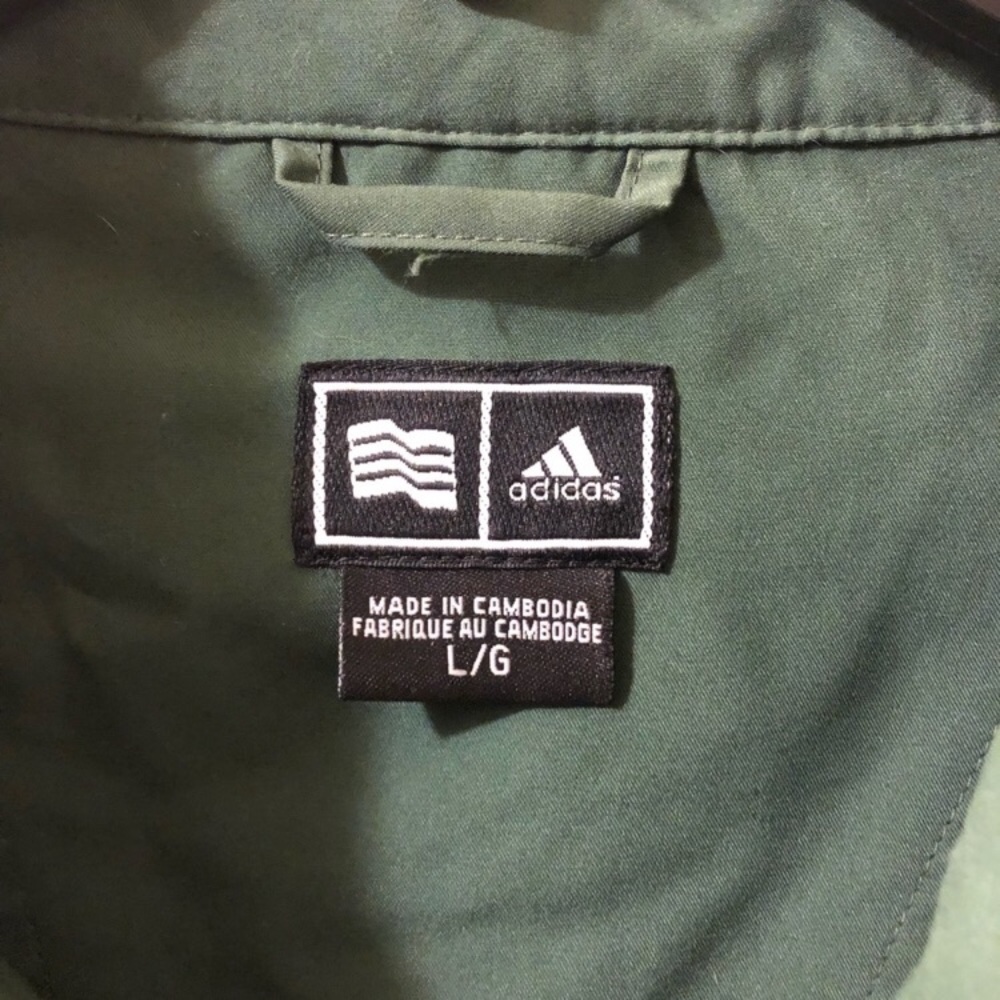 adidas
MADE IN CAMBODIA
FABRIQUE AU CAMBODGE
L/G